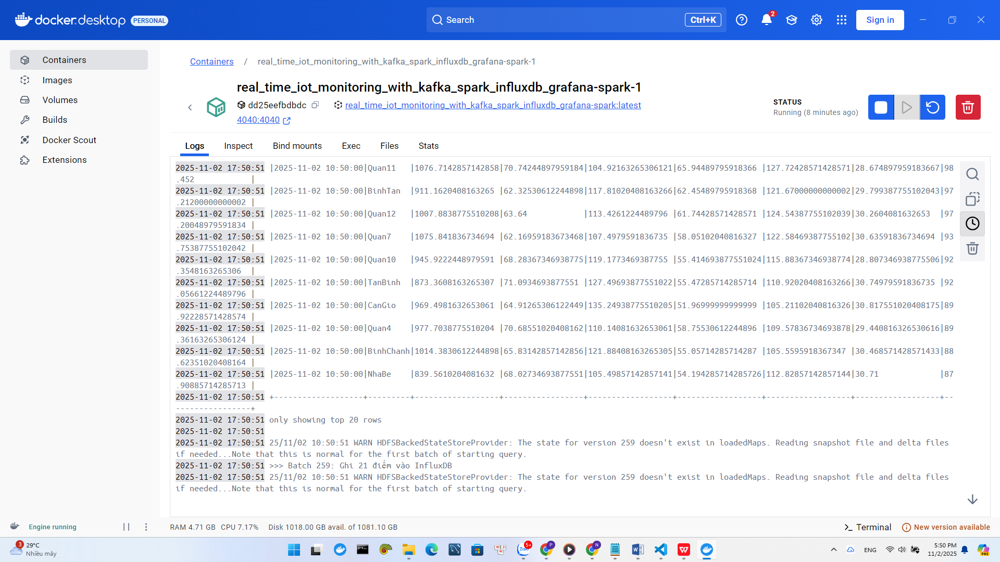 docker.desktop PERSONAL
Search
Ctrl+K
2
Sign in
Containers
Images
Volumes
Builds
Docker Scout
Extensions
Containers / real_time_iot_monitoring_with_kafka_spark_influxdb_grafana-spark-1
real_time_iot_monitoring_with_kafka_spark_influxdb_grafana-spark-1
dd25eefbdbdc real_time_iot_monitoring_with_kafka_spark_influxdb_grafana-spark:latest
4040:4040
STATUS
Running (8 minutes ago)
Logs Inspect Bind mounts Exec Files Stats
2025-11-02 17:50:51 |2025-11-02 10:50:00|Quan11   |1076.7142857142858|70.74244897959184|104.92163265306121|65.94489795918366 |127.72428571428571|28.674897959183667|98
.452            |
2025-11-02 17:50:51 |2025-11-02 10:50:00|BinhTan  |911.1620408163265 |62.32530612244898|117.81020408163266|62.45489795918368 |121.67000000000002|29.799387755102043|97
.21200000000002 |
2025-11-02 17:50:51 |2025-11-02 10:50:00|Quan12   |1007.8838775510208|63.64            |113.4261224489796 |61.74428571428571 |124.54387755102039|30.2604081632653  |97
.20048979591834 |
2025-11-02 17:50:51 |2025-11-02 10:50:00|Quan7    |1075.841836734694 |62.16959183673468|107.4979591836735 |58.05102040816327 |122.58469387755102|30.63591836734694 |93
.75387755102042 |
2025-11-02 17:50:51 |2025-11-02 10:50:00|Quan10   |945.9222448979591 |68.28367346938775|119.1773469387755 |55.414693877551024|115.88367346938774|28.807346938775506|92
.3548163265306  |
2025-11-02 17:50:51 |2025-11-02 10:50:00|TanBinh  |873.3608163265307 |71.0934693877551 |127.49693877551022|55.47285714285714 |110.92020408163266|30.74979591836735 |92
.05661224489796 |
2025-11-02 17:50:51 |2025-11-02 10:50:00|CanGio   |969.4981632653061 |64.91265306122449|135.24938775510205|51.96999999999999 |105.21102040816326|30.817551020408175|89
.92228571428574 |
2025-11-02 17:50:51 |2025-11-02 10:50:00|Quan4    |977.7038775510204 |70.68551020408162|110.14081632653061|58.75530612244896 |109.57836734693878|29.440816326530616|89
.36163265306124 |
2025-11-02 17:50:51 |2025-11-02 10:50:00|BinhChanh|1014.3830612244898|65.83142857142856|121.88408163265305|55.05714285714287 |105.5595918367347 |30.468571428571433|88
.62351020408164 |
2025-11-02 17:50:51 |2025-11-02 10:50:00|NhaBe    |839.5610204081632 |68.02734693877551|105.49857142857141|54.194285714285726|112.82857142857144|30.71             |87
.90885714285713 |
2025-11-02 17:50:51 +-------------------+---------+------------------+-----------------+------------------+------------------+------------------+------------------+--
----------------+
2025-11-02 17:50:51 only showing top 20 rows
2025-11-02 17:50:51
2025-11-02 17:50:51 25/11/02 10:50:51 WARN HDFSBackedStateStoreProvider: The state for version 259 doesn't exist in loadedMaps. Reading snapshot file and delta files
if needed...Note that this is normal for the first batch of starting query.
2025-11-02 17:50:51 >>> Batch 259: Ghi 21 điểm vào InfluxDB
2025-11-02 17:50:51 25/11/02 10:50:51 WARN HDFSBackedStateStoreProvider: The state for version 259 doesn't exist in loadedMaps. Reading snapshot file and delta files
if needed...Note that this is normal for the first batch of starting query.
Engine running
RAM 4.71 GB CPU 7.17% Disk 1018.00 GB avail. of 1081.10 GB
Terminal
New version available
3
29°C
Nhiều mây
Zalo
5+
P
N
W
PRE
ENG
5:50 PM
11/2/2025